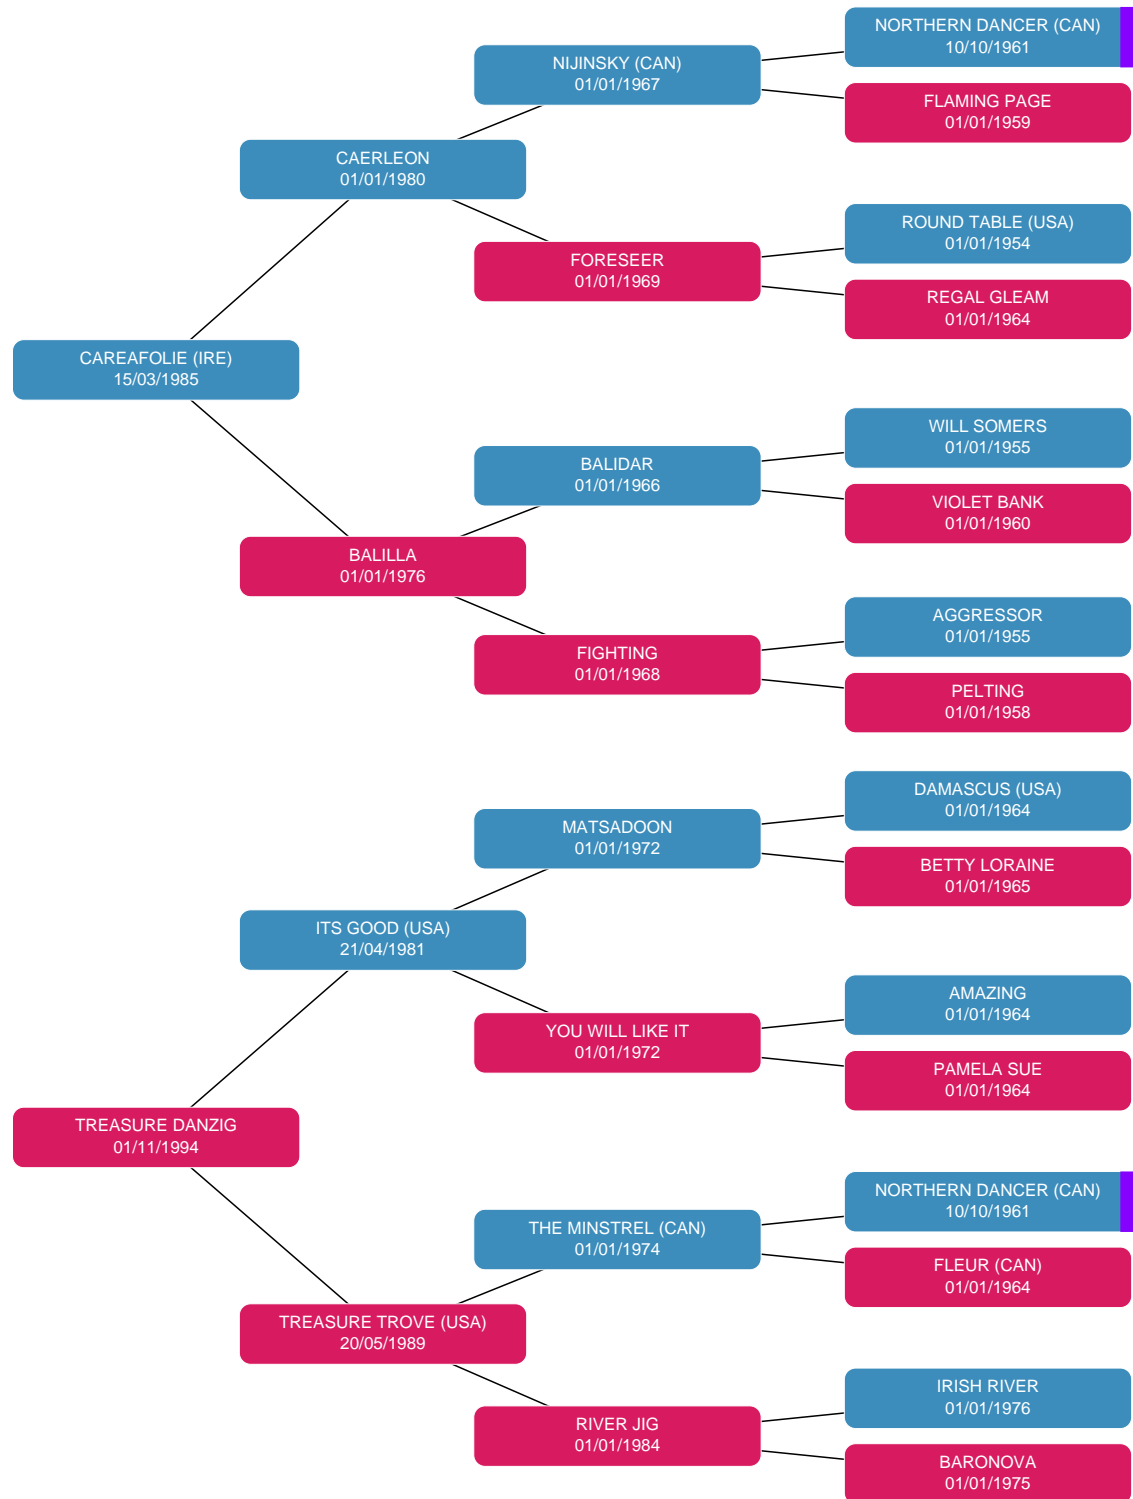 NORTHERN DANCER (CAN)
10/10/1961
NIJINSKY (CAN)
01/01/1967
FLAMING PAGE
01/01/1959
CAERLEON
01/01/1980
ROUND TABLE (USA)
01/01/1954
FORESEER
01/01/1969
REGAL GLEAM
01/01/1964
CAREAFOLIE (IRE)
15/03/1985
WILL SOMERS
01/01/1955
BALIDAR
01/01/1966
VIOLET BANK
01/01/1960
BALILLA
01/01/1976
AGGRESSOR
01/01/1955
FIGHTING
01/01/1968
PELTING
01/01/1958
DAMASCUS (USA)
01/01/1964
MATSADOON
01/01/1972
BETTY LORAINE
01/01/1965
ITS GOOD (USA)
21/04/1981
AMAZING
01/01/1964
YOU WILL LIKE IT
01/01/1972
PAMELA SUE
01/01/1964
TREASURE DANZIG
01/11/1994
NORTHERN DANCER (CAN)
10/10/1961
THE MINSTREL (CAN)
01/01/1974
FLEUR (CAN)
01/01/1964
TREASURE TROVE (USA)
20/05/1989
IRISH RIVER
01/01/1976
RIVER JIG
01/01/1984
BARONOVA
01/01/1975